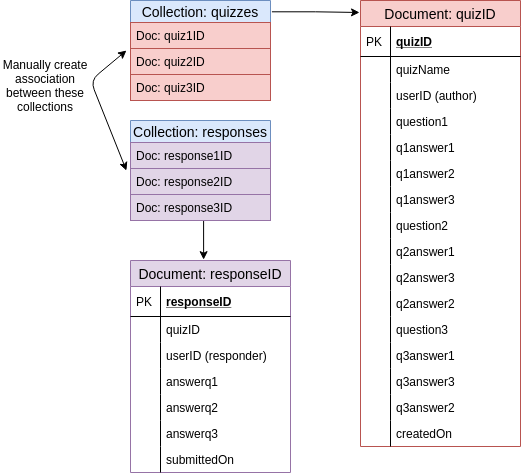 Collection: quizzes
Doc: quiz1ID
Doc: quiz2ID
Doc: quiz3ID
Manually create
association
between these
collections
Collection: responses
Doc: response1ID
Doc: response2ID
Doc: response3ID
Document: responseID
PK responseID
quizID
userID (responder)
answerq1
answerq2
answerq3
submittedOn
Document: quizID
PK quizID
quizName
userID (author)
question1
q1answer1
q1answer2
q1answer3
question2
q2answer1
q2answer3
q2answer2
question3
q3answer1
q3answer3
q3answer2
createdOn